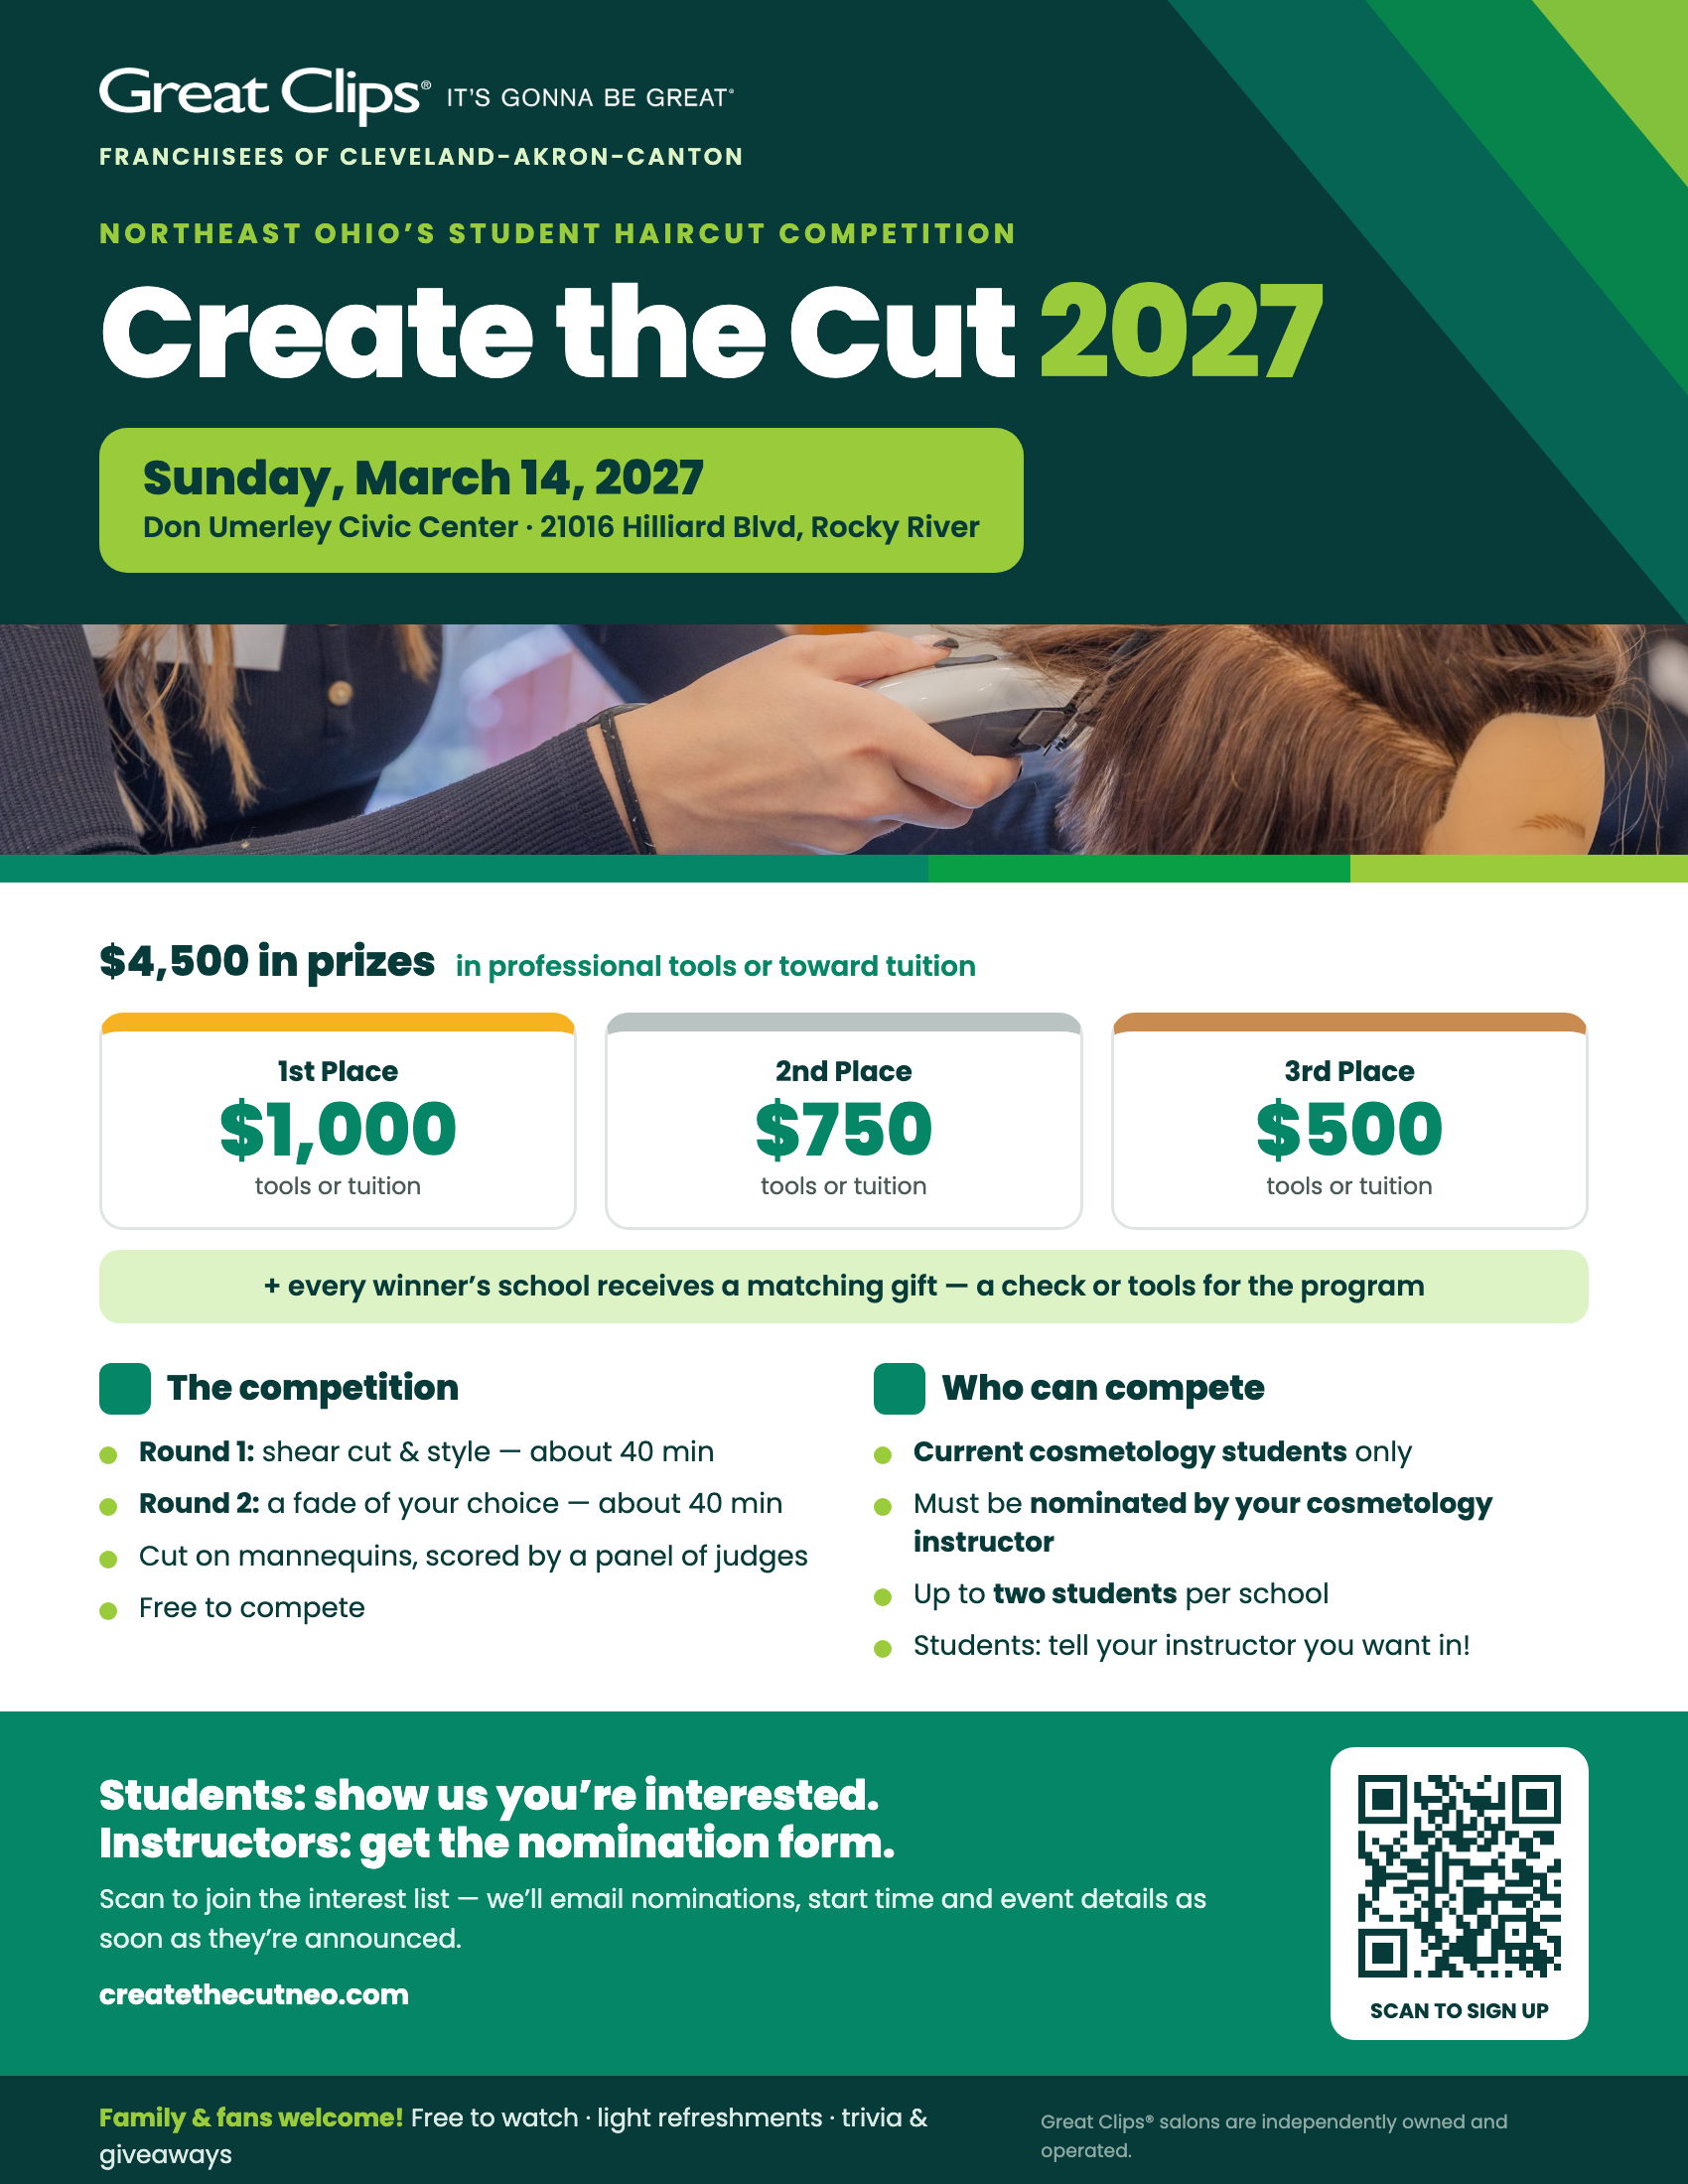 Great Clips® IT'S GONNA BE GREAT®
FRANCHISEES OF CLEVELAND-AKRON-CANTON
NORTHEAST OHIO’S STUDENT HAIRCUT COMPETITION
Create the Cut 2027
Sunday, March 14, 2027
Don Umerley Civic Center · 21016 Hilliard Blvd, Rocky River
$4,500 in prizes in professional tools or toward tuition
1st Place
$1,000
tools or tuition
2nd Place
$750
tools or tuition
3rd Place
$500
tools or tuition
+ every winner’s school receives a matching gift — a check or tools for the program
The competition
Round 1: shear cut & style — about 40 min
Round 2: a fade of your choice — about 40 min
Cut on mannequins, scored by a panel of judges
Free to compete
Who can compete
Current cosmetology students only
Must be nominated by your cosmetology
instructor
Up to two students per school
Students: tell your instructor you want in!
Students: show us you’re interested.
Instructors: get the nomination form.
Scan to join the interest list — we’ll email nominations, start time and event details as
soon as they’re announced.
createthecutneo.com
SCAN TO SIGN UP
Family & fans welcome! Free to watch · light refreshments · trivia &
giveaways
Great Clips® salons are independently owned and
operated.